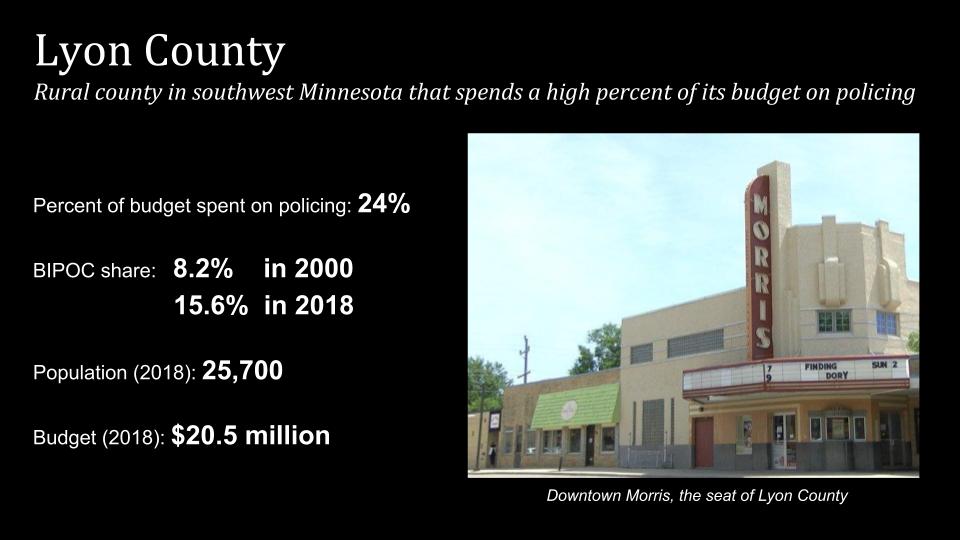 Lyon County
Rural county in southwest Minnesota that spends a high percent of its budget on policing
Percent of budget spent on policing: 24%
BIPOC share: 8.2% in 2000
15.6% in 2018
Population (2018): 25,700
Budget (2018): $20.5 million
MORRIS
7 FINDING SUN 2
9 DORY
Downtown Morris, the seat of Lyon County